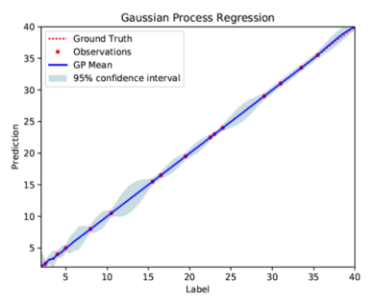 Gaussian Process Regression
40
35
30
25
20
15
10
5
Prediction
Ground Truth
Observations
GP Mean
95% confidence interval
5 10 15 20 25 30 35 40
Label